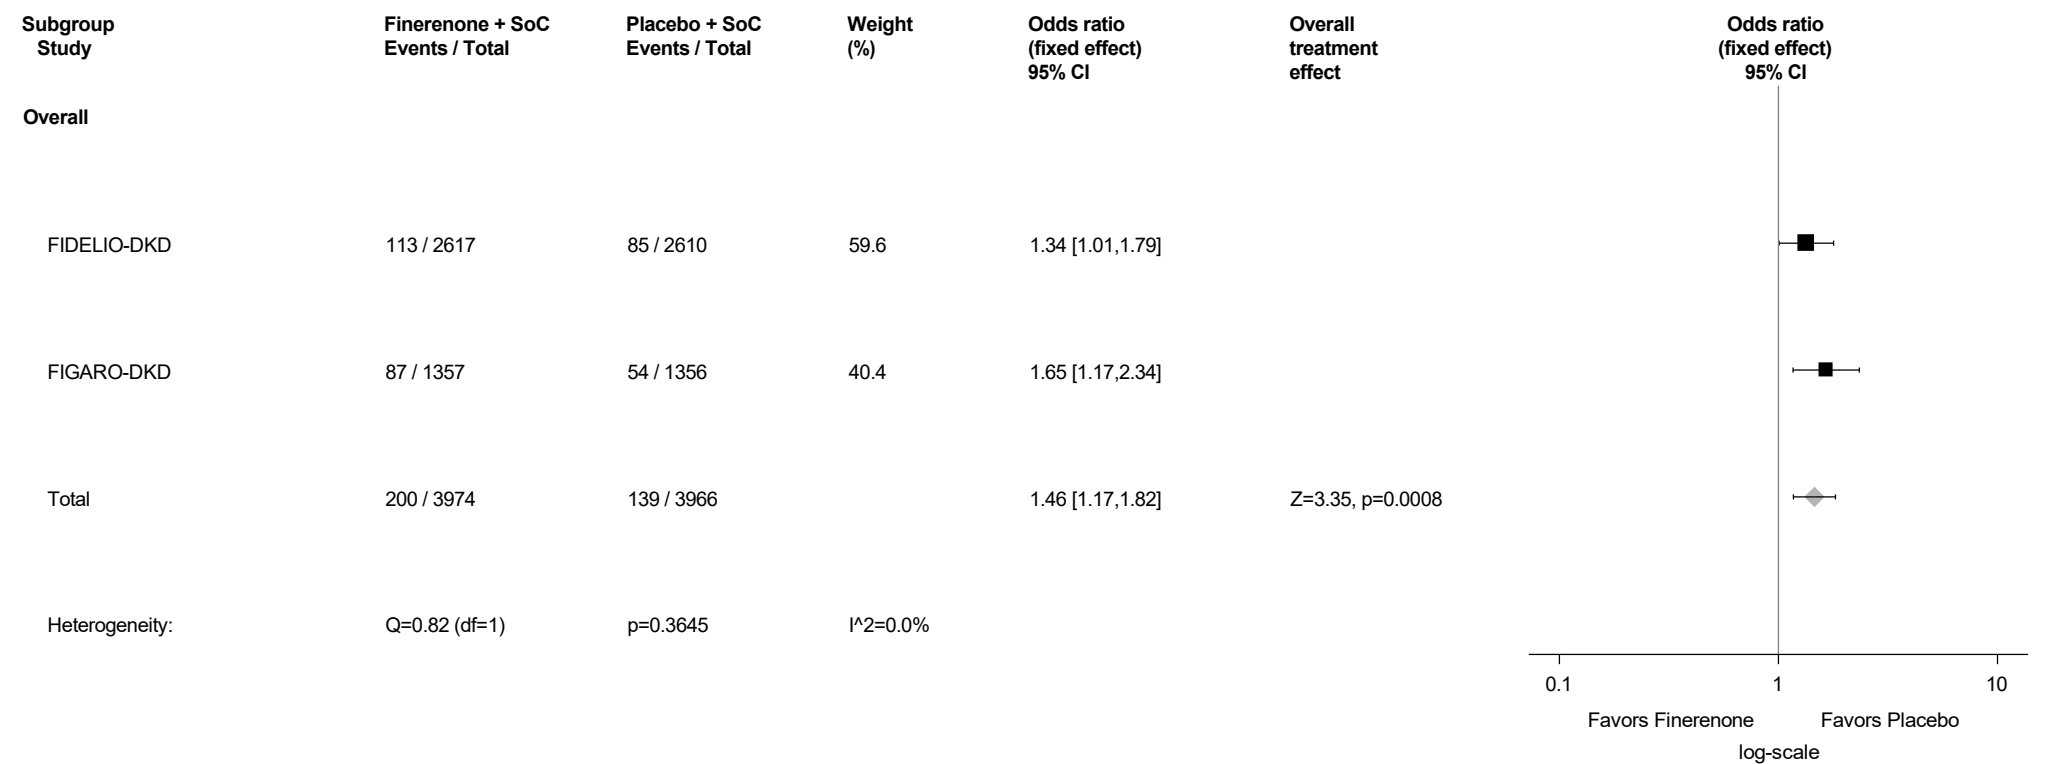 Subgroup Finerenone + SoC Placebo + SoC Weight Odds ratio Overall Odds ratio
Study Events / Total Events / Total (%) (fixed effect) treatment (fixed effect)
95% CI effect 95% CI
Overall
FIDELIO-DKD 113 / 2617 85 / 2610 59.6 1.34 [1.01,1.79]
FIGARO-DKD 87 / 1357 54 / 1356 40.4 1.65 [1.17,2.34]
Total 200 / 3974 139 / 3966 1.46 [1.17,1.82] Z=3.35, p=0.0008
Heterogeneity: Q=0.82 (df=1) p=0.3645 I^2=0.0%
0.1 1 10
Favors Finerenone Favors Placebo
log-scale